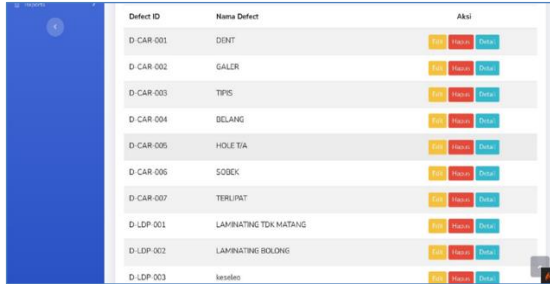 Reports
Defect ID Nama Defect Aksi
D-CAR-001 DENT Edit Hapus Detail
D-CAR-002 GALER Edit Hapus Detail
D-CAR-003 TIPIS Edit Hapus Detail
D-CAR-004 BELANG Edit Hapus Detail
D-CAR-005 HOLE T/A Edit Hapus Detail
D-CAR-006 SOBEK Edit Hapus Detail
D-CAR-007 TERLIPAT Edit Hapus Detail
D-LDP-001 LAMINATING TDK MATANG Edit Hapus Detail
D-LDP-002 LAMINATING BOLONG Edit Hapus Detail
D-LDP-003 keseleo Edit Hapus Detail